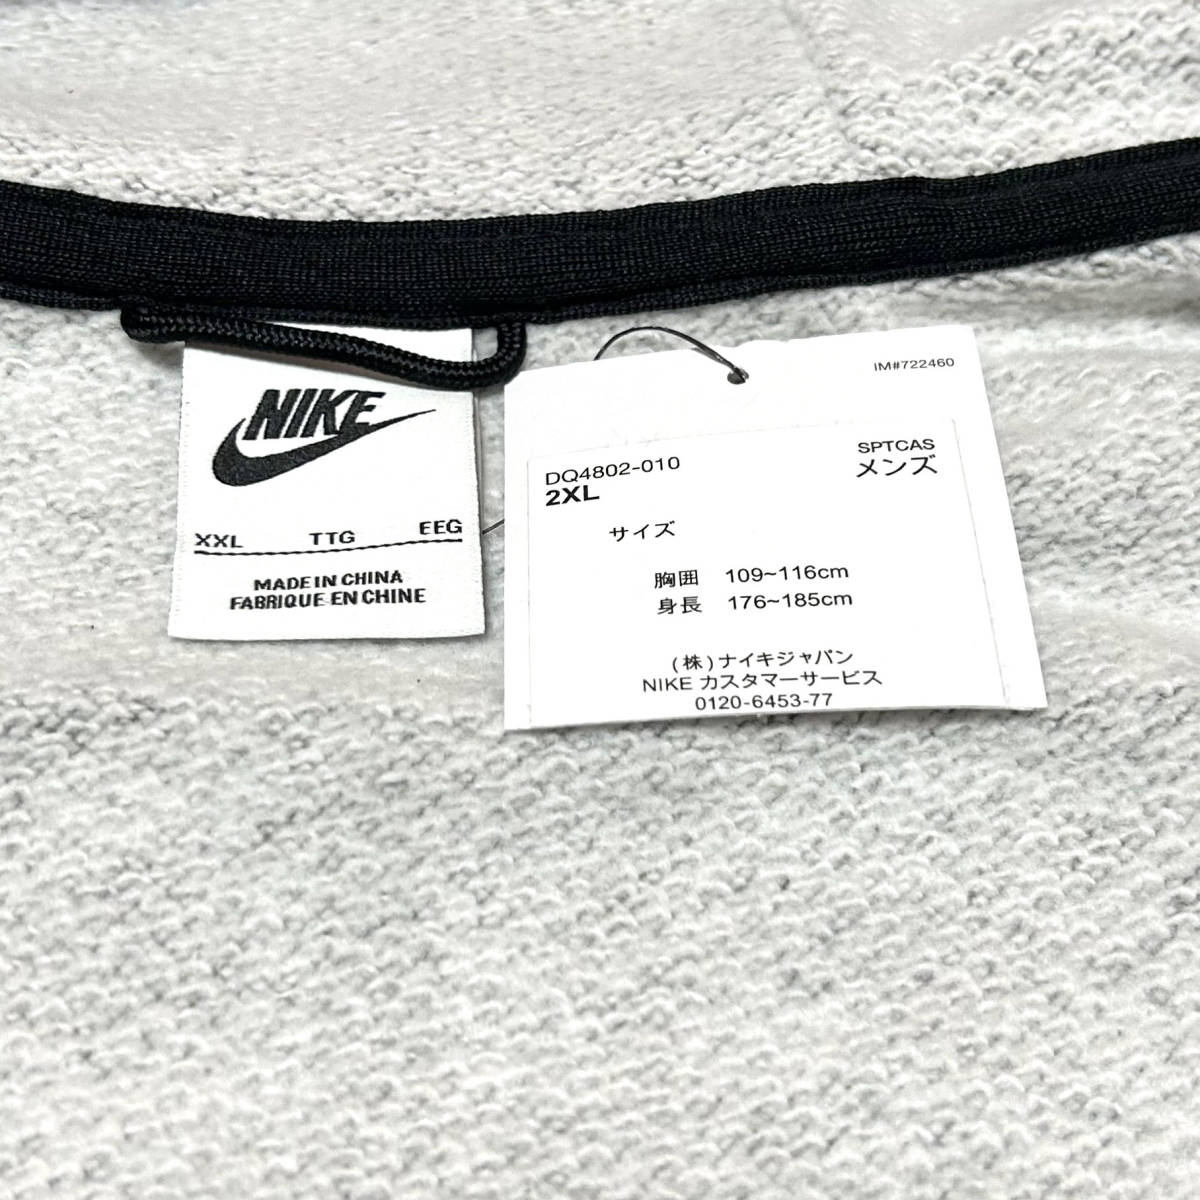 NIKE
XXL TTG EEG
MADE IN CHINA
FABRIQUE EN CHINE
IM#722460
DQ4802-010 SPTCAS
2XL メンズ
サイズ
胸囲 109~116cm
身長 176~185cm
(株)ナイキジャパン
NIKE カスタマーサービス
0120-6453-77